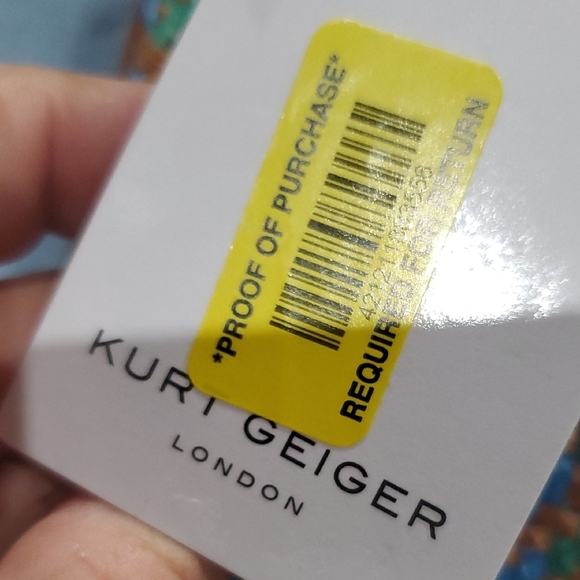 *PROOF OF PURCHASE*
REQUIRED FOR RETURN
KURT GEIGER
LONDON